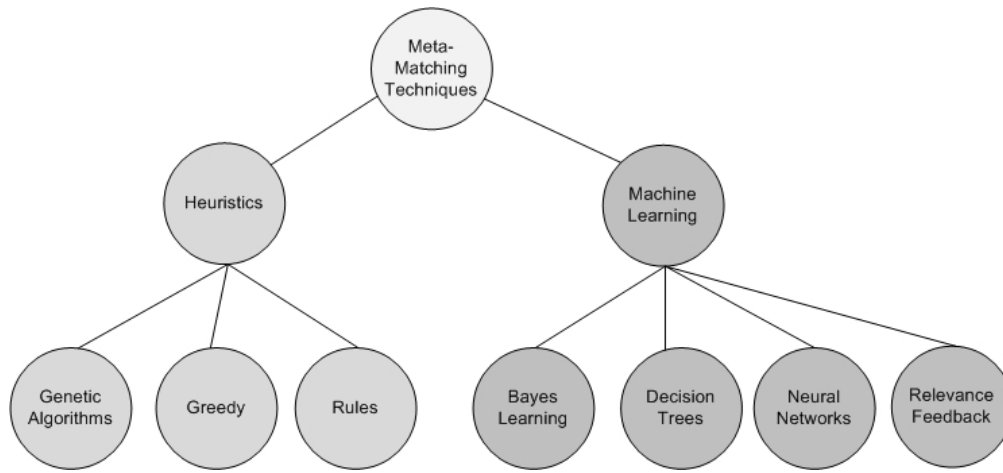 Meta-
Matching
Techniques
Heuristics
Machine
Learning
Genetic
Algorithms
Greedy
Rules
Bayes
Learning
Decision
Trees
Neural
Networks
Relevance
Feedback